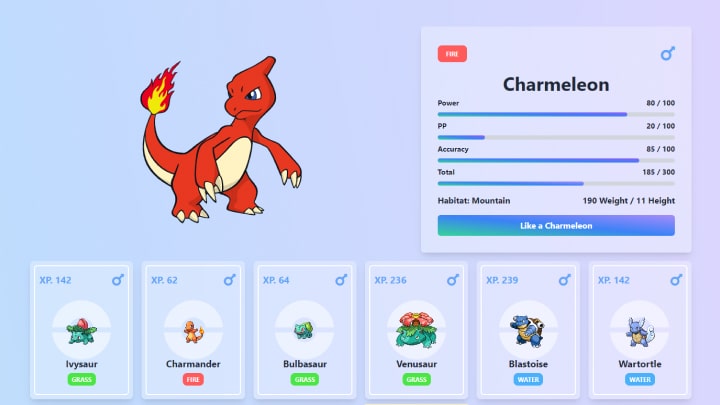 FIRE
Charmeleon
Power 80 / 100
PP 20 / 100
Accuracy 85 / 100
Total 185 / 300
Habitat: Mountain 190 Weight / 11 Height
Like a Charmeleon
XP. 142
Ivysaur
GRASS
XP. 62
Charmander
FIRE
XP. 64
Bulbasaur
GRASS
XP. 236
Venusaur
GRASS
XP. 239
Blastoise
WATER
XP. 142
Wartortle
WATER